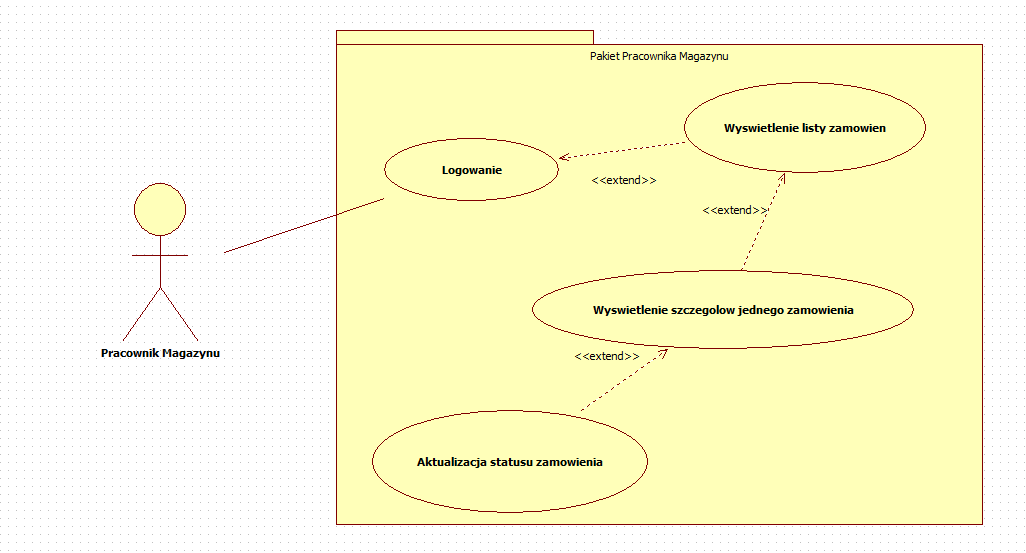 Pakiet Pracownika Magazynu
Wyswietlenie listy zamowien
Logowanie
<<extend>>
<<extend>>
Wyswietlenie szczegolow jednego zamowienia
Pracownik Magazynu
<<extend>>
Aktualizacja statusu zamowienia